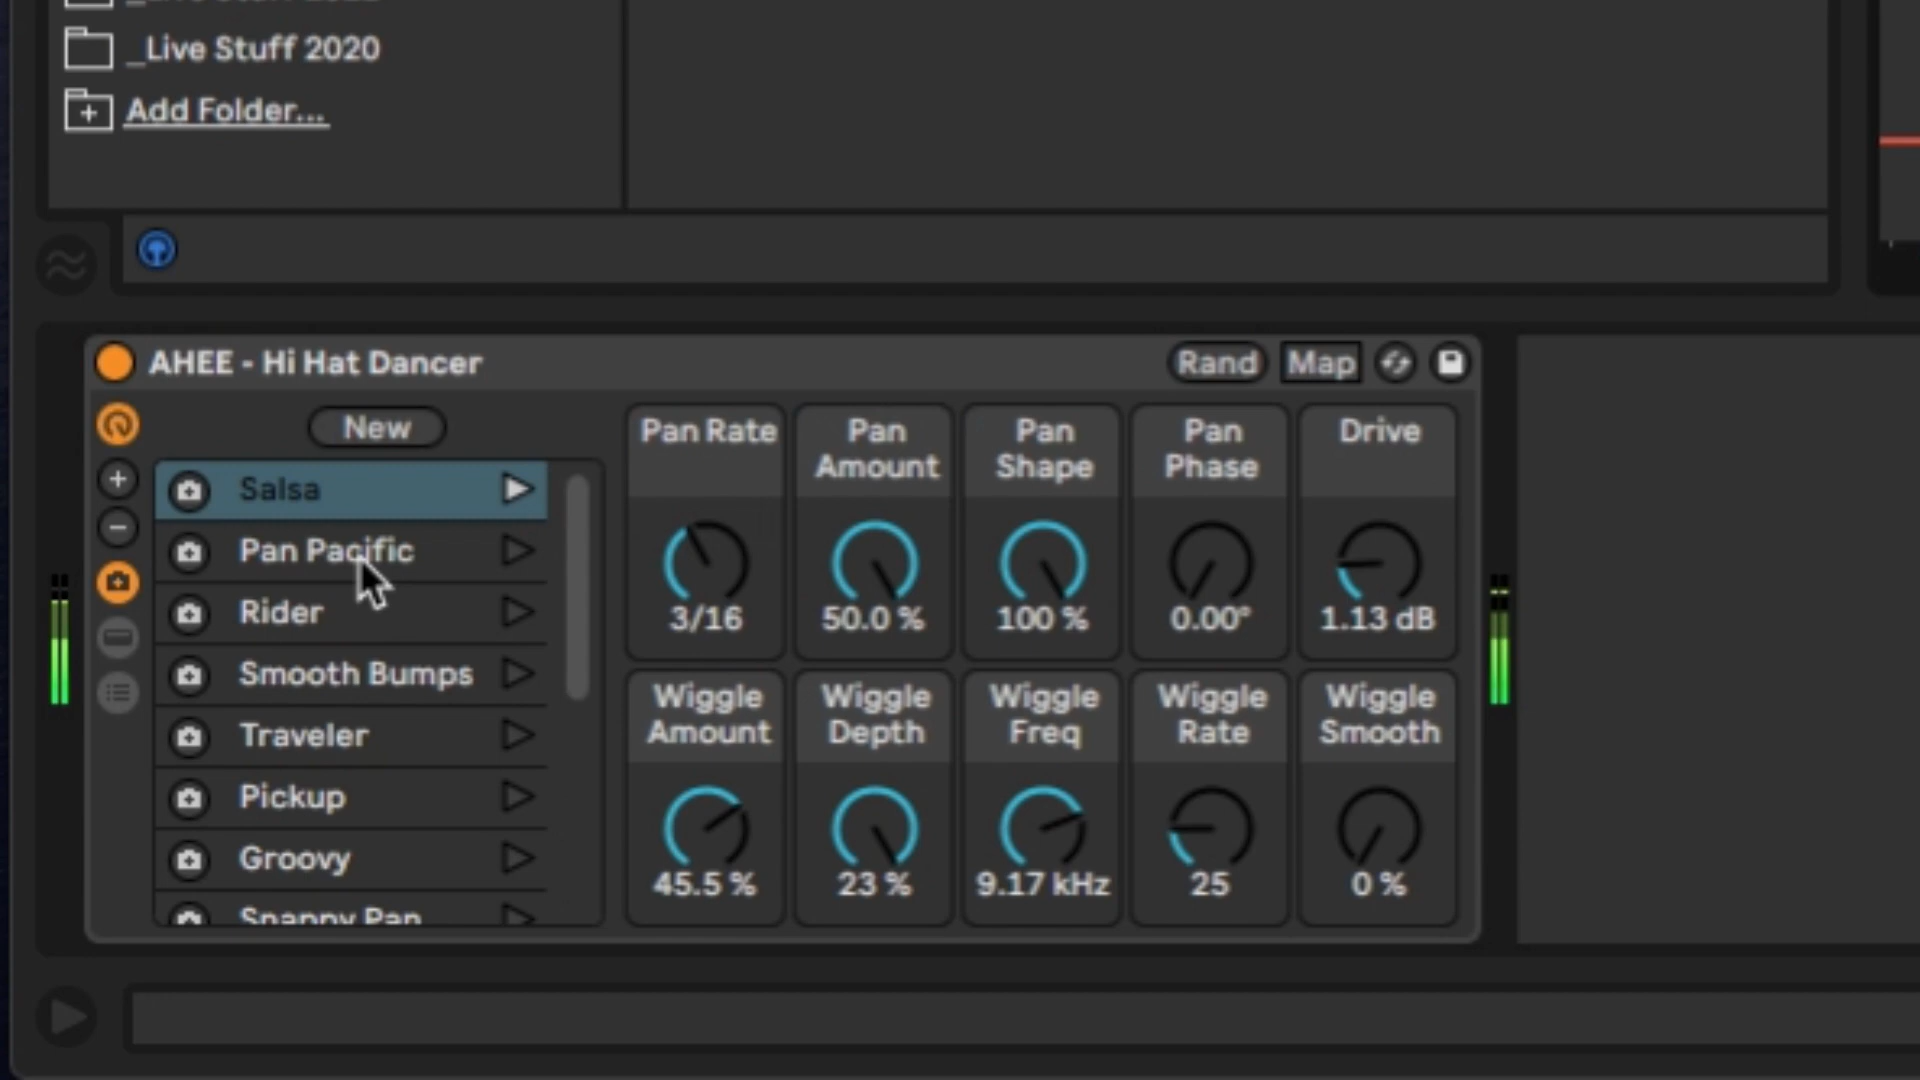 _Live Stuff 2020
Add Folder...
AHEE - Hi Hat Dancer
Rand
Map
New
Salsa
Pan Pacific
Rider
Smooth Bumps
Traveler
Pickup
Groovy
Snappy Pan
Pan Rate
3/16
Pan
Amount
50.0 %
Pan
Shape
100 %
Pan
Phase
0.00°
Drive
1.13 dB
Wiggle
Amount
45.5 %
Wiggle
Depth
23 %
Wiggle
Freq
9.17 kHz
Wiggle
Rate
25
Wiggle
Smooth
0 %